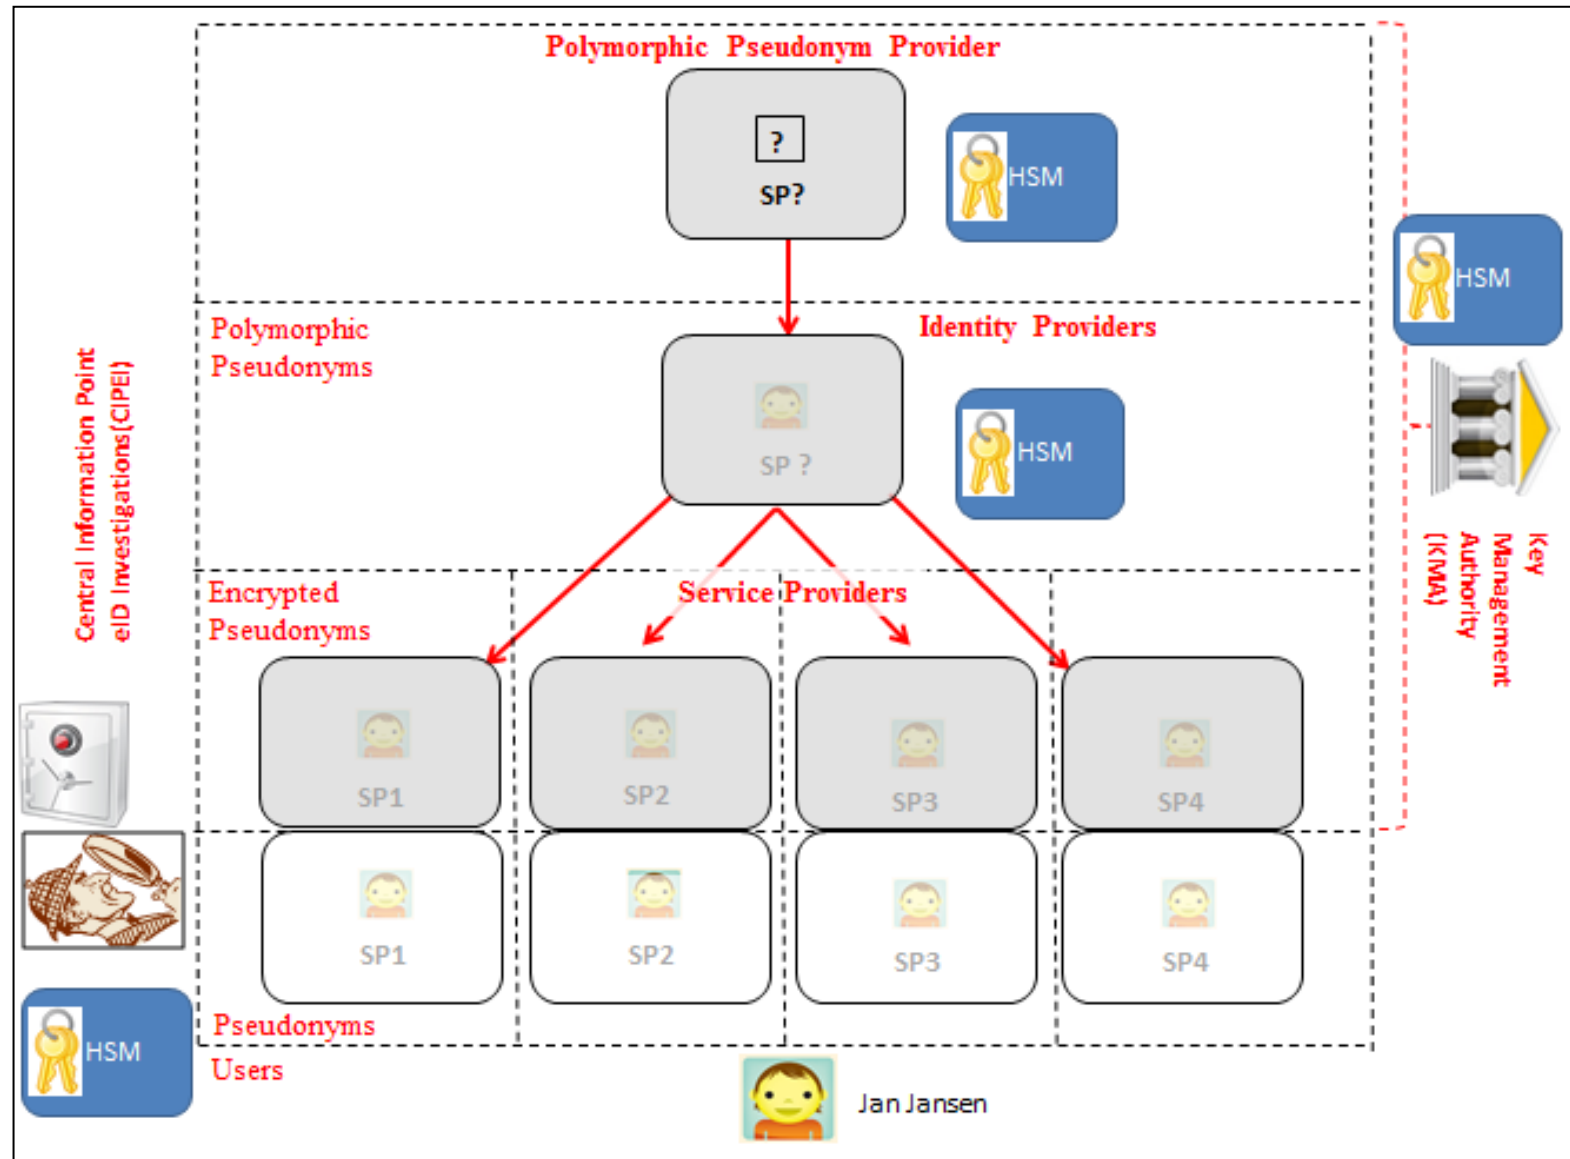 Polymorphic Pseudonym Provider
?
SP?
HSM
HSM
Polymorphic
Pseudonyms
Identity Providers
SP ?
HSM
Central Information Point
eID Investigations(CIPEI)
Key
Management
Authority
(KMA)
Encrypted
Pseudonyms
Service Providers
SP1
SP2
SP3
SP4
SP1
SP2
SP3
SP4
Pseudonyms
HSM
Users
Jan Jansen